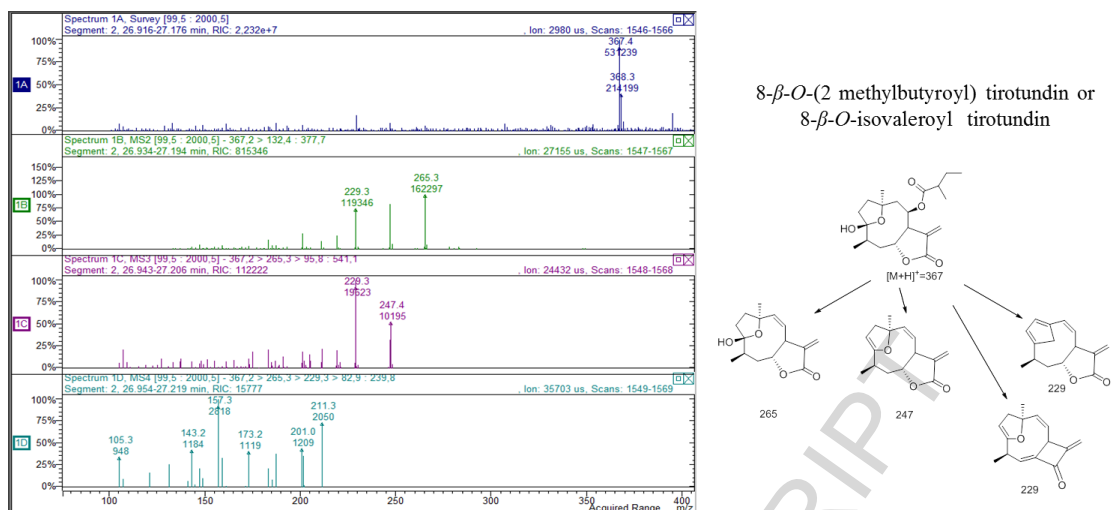 Spectrum 1A, Survey [99,5 : 2000,5]
Segment: 2, 26.916-27.176 min, RIC: 2,232e+7
, Ion: 2980 us, Scans: 1546-1566
100%
75%
50%
25%
0%
1A
367.4
531239
368.3
214199
Spectrum 1B, MS2 [99,5 : 2000,5] - 367,2 > 132,4 : 377,7
Segment: 2, 26.934-27.194 min, RIC: 815346
, Ion: 27155 us, Scans: 1547-1567
150%
125%
100%
75%
50%
25%
0%
1B
229.3
119346
265.3
162297
Spectrum 1C, MS3 [99,5 : 2000,5] - 367,2 > 265,3 > 95,8 : 541,1
Segment: 2, 26.943-27.206 min, RIC: 112222
, Ion: 24432 us, Scans: 1548-1568
100%
75%
50%
25%
0%
1C
229.3
19623
247.4
10195
Spectrum 1D, MS4 [99,5 : 2000,5] - 367,2 > 265,3 > 229,3 > 82,9 : 239,8
Segment: 2, 26.954-27.219 min, RIC: 15777
, Ion: 35703 us, Scans: 1549-1569
100%
75%
50%
25%
0%
1D
105.3
948
143.2
1184
157.3
2818
173.2
1119
201.0
1209
211.3
2050
150
200
250
300
350
400
Acquired Range
m/z
8-β-O-(2 methylbutyroyl) tirotundin or
8-β-O-isovaleroyl tirotundin
O
O
O
HO
O
O
[M+H]⁺=367
O
HO
O
O
265
O
O
O
247
O
O
229
O
O
229
RIPT